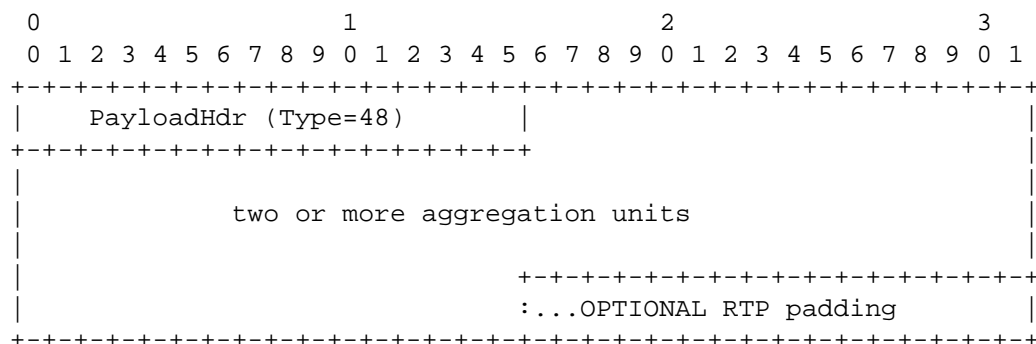 0                   1                   2                   3
0 1 2 3 4 5 6 7 8 9 0 1 2 3 4 5 6 7 8 9 0 1 2 3 4 5 6 7 8 9 0 1
PayloadHdr (Type=48)
two or more aggregation units
:...OPTIONAL RTP padding